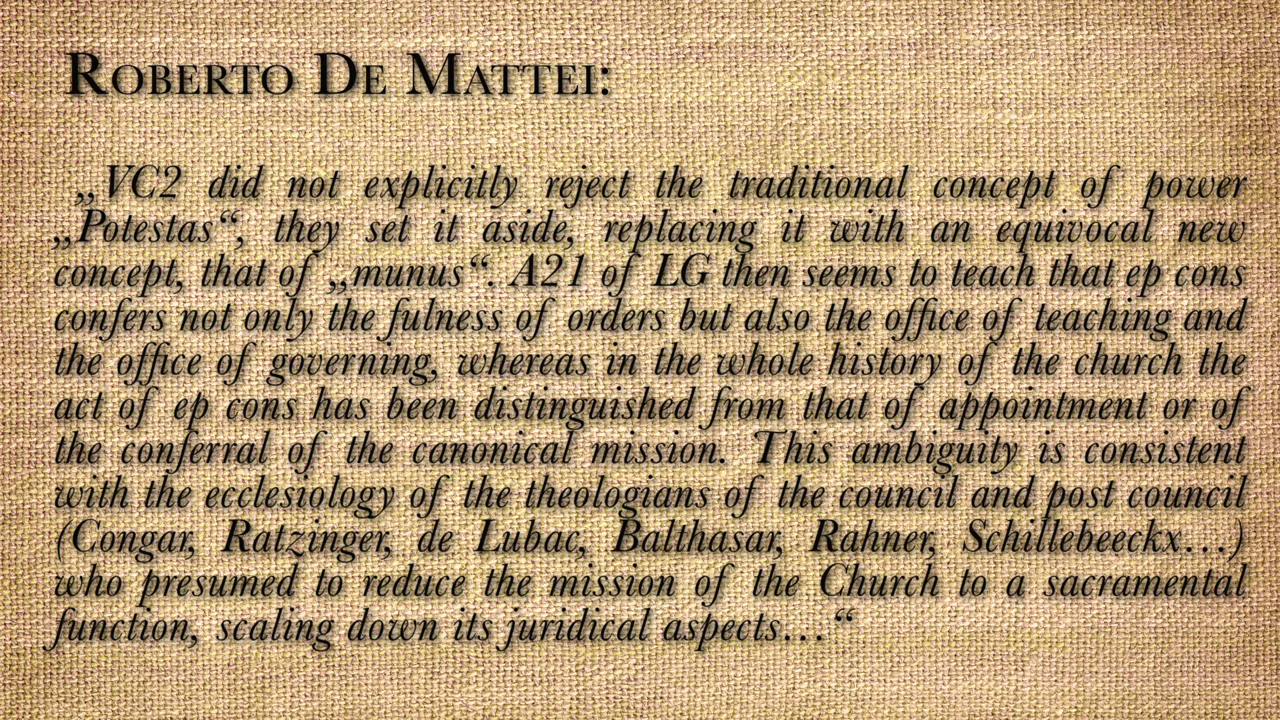 Roberto De Mattei:
„VC2 did not explicitly reject the traditional concept of power
„Potestas“, they set it aside, replacing it with an equivocal new
concept, that of „munus“. A21 of LG then seems to teach that ep cons
confers not only the fulness of orders but also the office of teaching and
the office of governing, whereas in the whole history of the church the
act of ep cons has been distinguished from that of appointment or of
the conferral of the canonical mission. This ambiguity is consistent
with the ecclesiology of the theologians of the council and post council
(Congar, Ratzinger, de Lubac, Balthasar, Rahner, Schillebeeckx…)
who presumed to reduce the mission of the Church to a sacramental
function, scaling down its juridical aspects…“